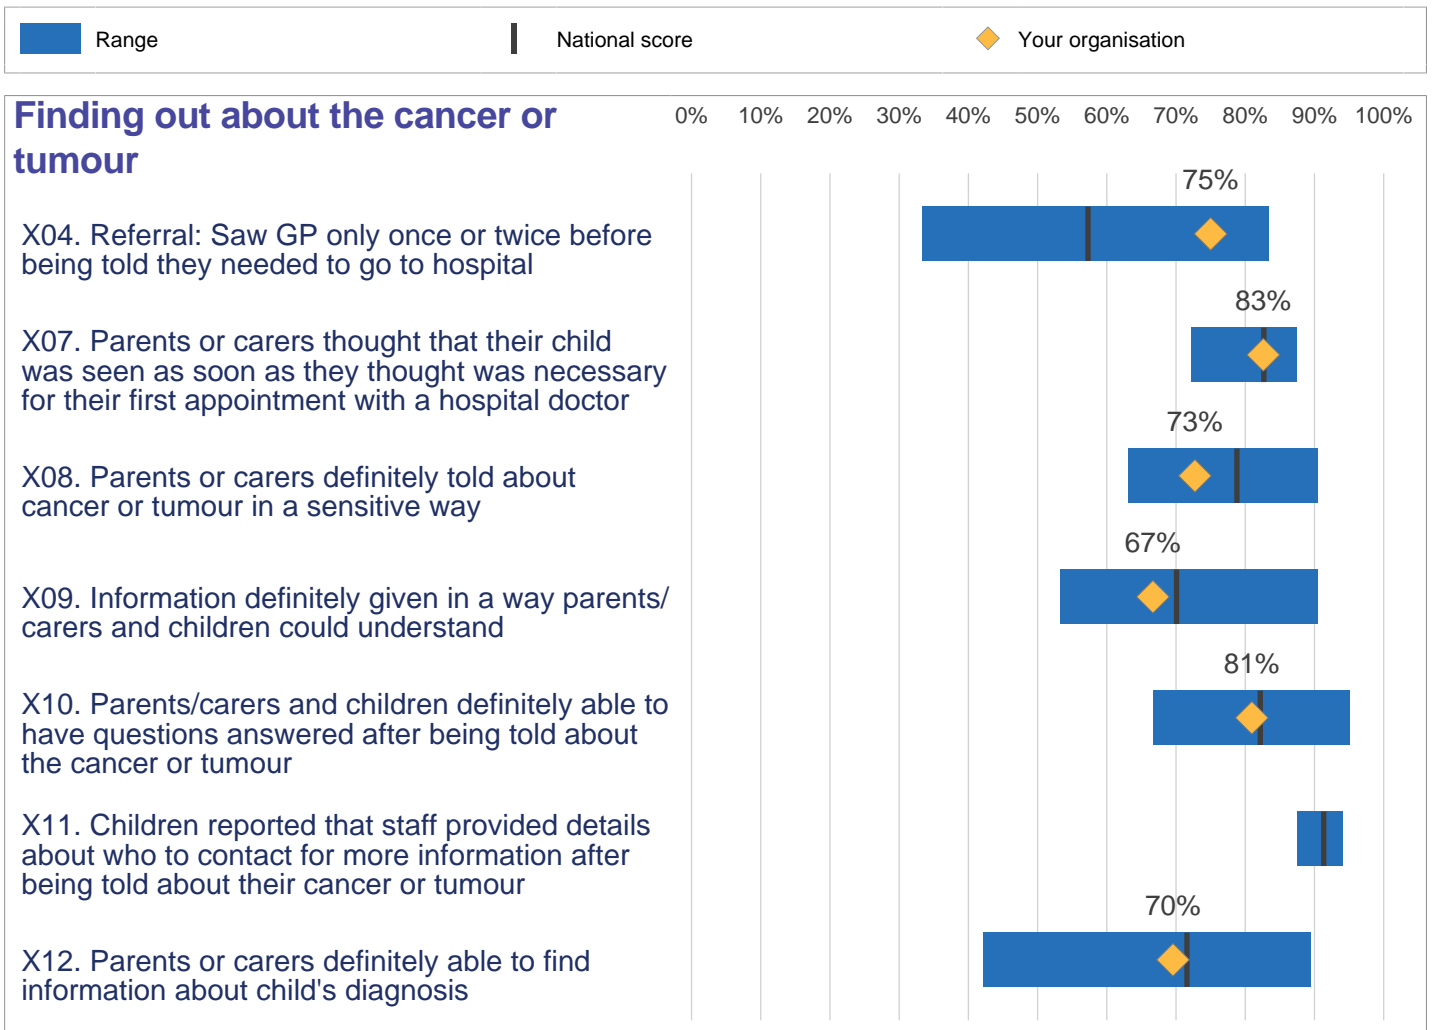 Range
National score
Your organisation
Finding out about the cancer or
tumour
0% 10% 20% 30% 40% 50% 60% 70% 80% 90% 100%
75%
X04. Referral: Saw GP only once or twice before
being told they needed to go to hospital
83%
X07. Parents or carers thought that their child
was seen as soon as they thought was necessary
for their first appointment with a hospital doctor
73%
X08. Parents or carers definitely told about
cancer or tumour in a sensitive way
67%
X09. Information definitely given in a way parents/
carers and children could understand
81%
X10. Parents/carers and children definitely able to
have questions answered after being told about
the cancer or tumour
X11. Children reported that staff provided details
about who to contact for more information after
being told about their cancer or tumour
70%
X12. Parents or carers definitely able to find
information about child's diagnosis